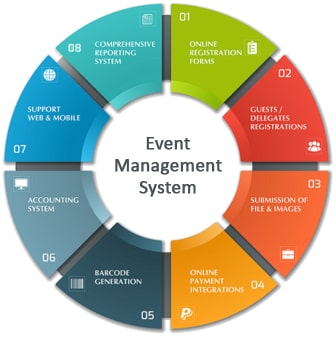 Event
Management
System
01
ONLINE
REGISTRATION
FORMS
02
GUESTS /
DELEGATES
REGISTRATIONS
03
SUBMISSION OF
FILE & IMAGES
04
ONLINE
PAYMENT
INTEGRATIONS
05
BARCODE
GENERATION
06
ACCOUNTING
SYSTEM
07
SUPPORT
WEB & MOBILE
08
COMPREHENSIVE
REPORTING
SYSTEM